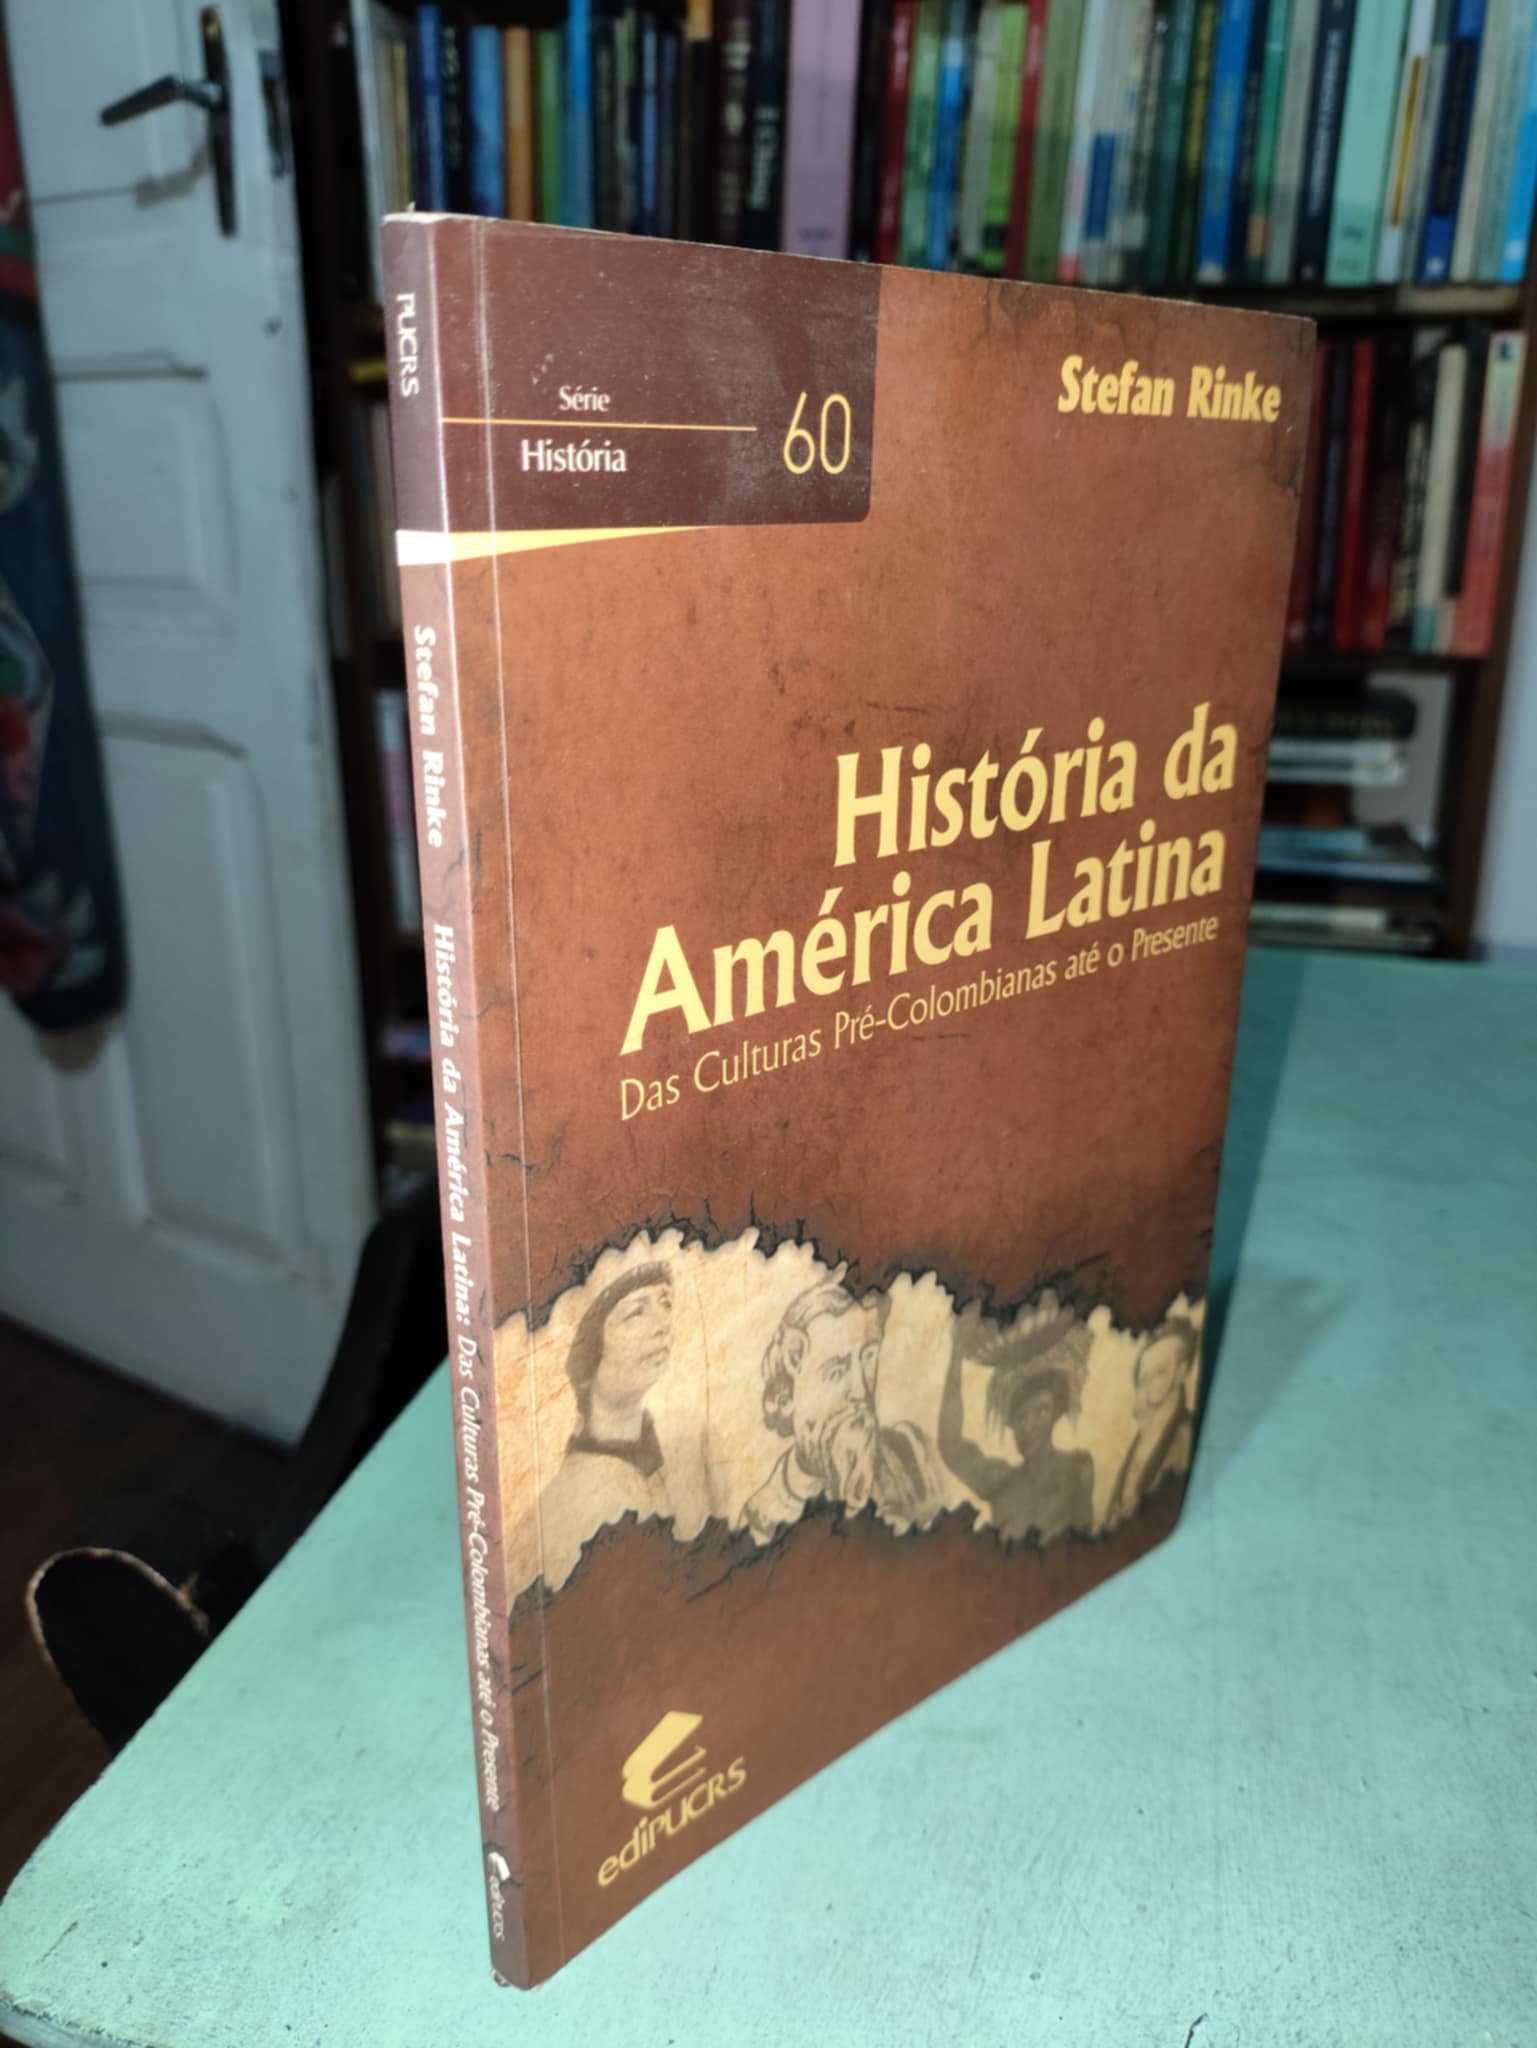 PUCRS
Stefan Rinke
História da América Latina: Das Culturas Pré-Colombianas até o Presente
edipucrs
Série
História
60
Stefan Rinke
História da
América Latina
Das Culturas Pré-Colombianas até o Presente
ediPUCRS